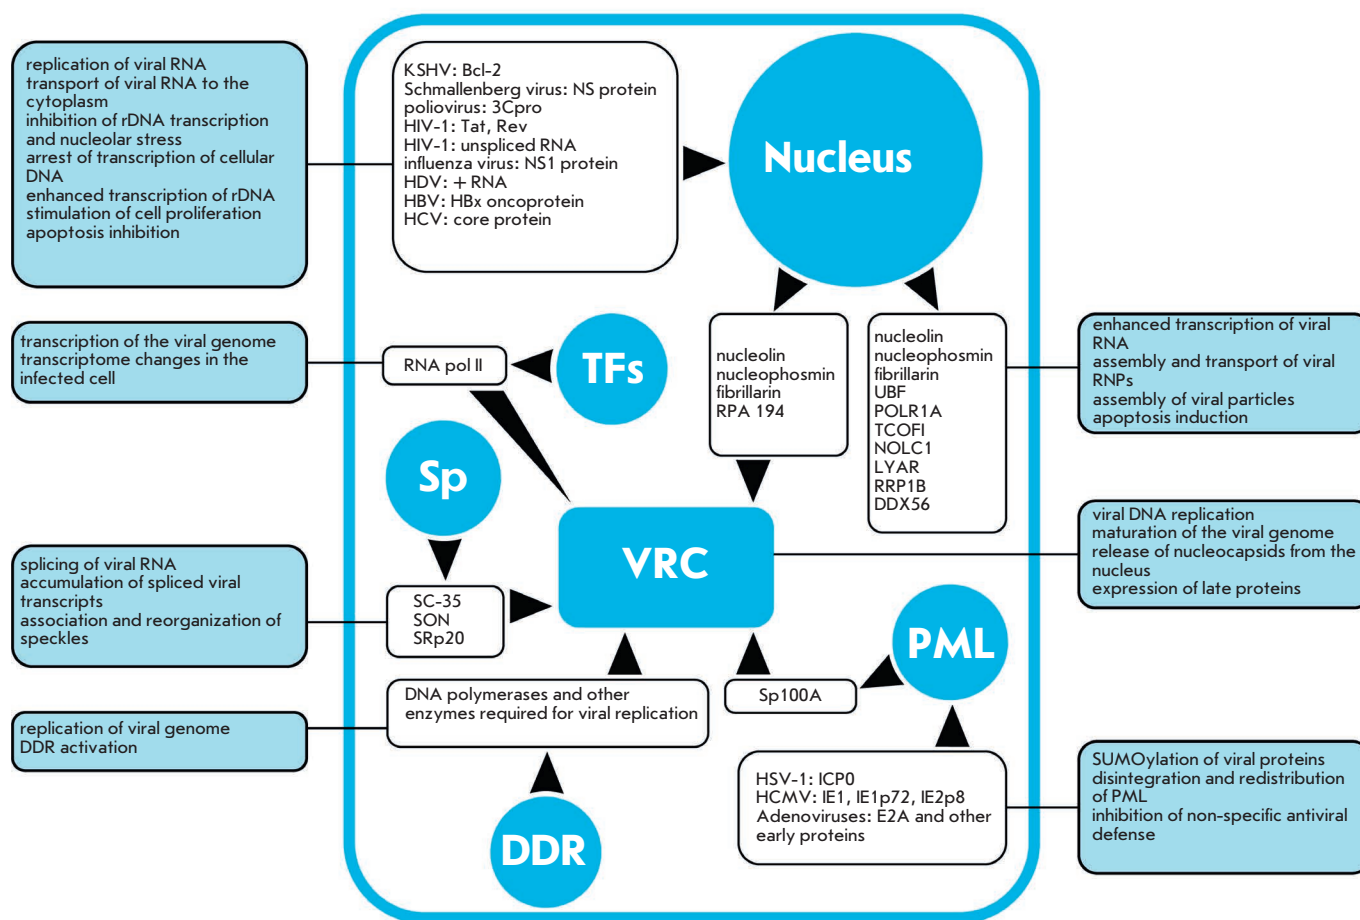 replication of viral RNA
transport of viral RNA to the
cytoplasm
inhibition of rDNA transcription
and nucleolar stress
arrest of transcription of cellular
DNA
enhanced transcription of rDNA
stimulation of cell proliferation
apoptosis inhibition
KSHV: Bcl-2
Schmallenberg virus: NS protein
poliovirus: 3Cpro
HIV-1: Tat, Rev
HIV-1: unspliced RNA
influenza virus: NS1 protein
HDV: + RNA
HBV: HBx oncoprotein
HCV: core protein
Nucleus
transcription of the viral genome
transcriptome changes in the
infected cell
RNA pol II
TFs
nucleolin
nucleophosmin
fibrillarin
RPA 194
nucleolin
nucleophosmin
fibrillarin
UBF
POLR1A
TCOFI
NOLC1
LYAR
RRP1B
DDX56
enhanced transcription of viral
RNA
assembly and transport of viral
RNPs
assembly of viral particles
apoptosis induction
Sp
VRC
viral DNA replication
maturation of the viral genome
release of nucleocapsids from the
nucleus
expression of late proteins
splicing of viral RNA
accumulation of spliced viral
transcripts
association and reorganization of
speckles
SC-35
SON
SRp20
PML
Sp100A
DNA polymerases and other
enzymes required for viral replication
replication of viral genome
DDR activation
HSV-1: ICP0
HCMV: IE1, IE1p72, IE2p8
Adenoviruses: E2A and other
early proteins
SUMOylation of viral proteins
disintegration and redistribution
of PML
inhibition of non-specific antiviral
defense
DDR